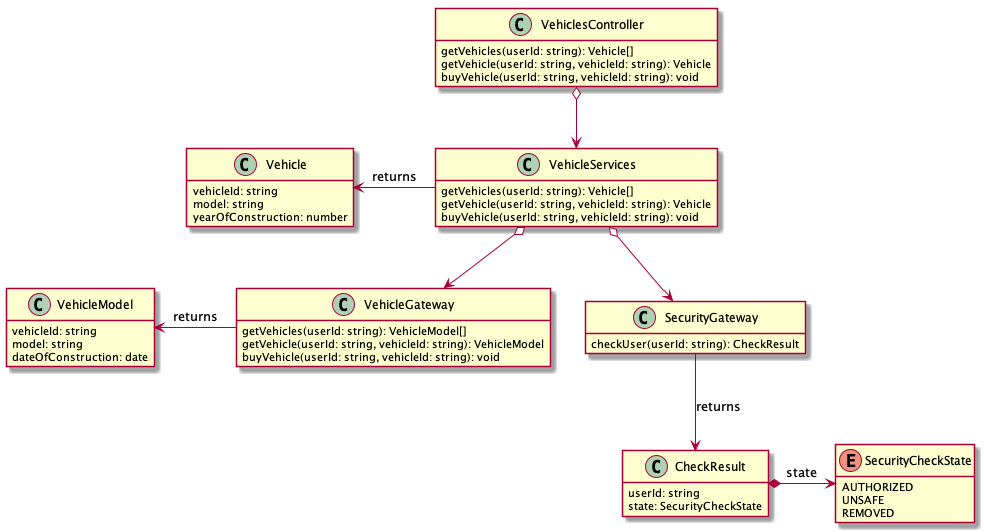 C VehiclesController
getVehicles(userId: string): Vehicle[]
getVehicle(userId: string, vehicleId: string): Vehicle
buyVehicle(userId: string, vehicleId: string): void
C Vehicle
vehicleId: string
model: string
yearOfConstruction: number
returns
C VehicleServices
getVehicles(userId: string): Vehicle[]
getVehicle(userId: string, vehicleId: string): Vehicle
buyVehicle(userId: string, vehicleId: string): void
C VehicleModel
vehicleId: string
model: string
dateOfConstruction: date
returns
C VehicleGateway
getVehicles(userId: string): VehicleModel[]
getVehicle(userId: string, vehicleId: string): VehicleModel
buyVehicle(userId: string, vehicleId: string): void
C SecurityGateway
checkUser(userId: string): CheckResult
returns
C CheckResult
userId: string
state: SecurityCheckState
state
E SecurityCheckState
AUTHORIZED
UNSAFE
REMOVED